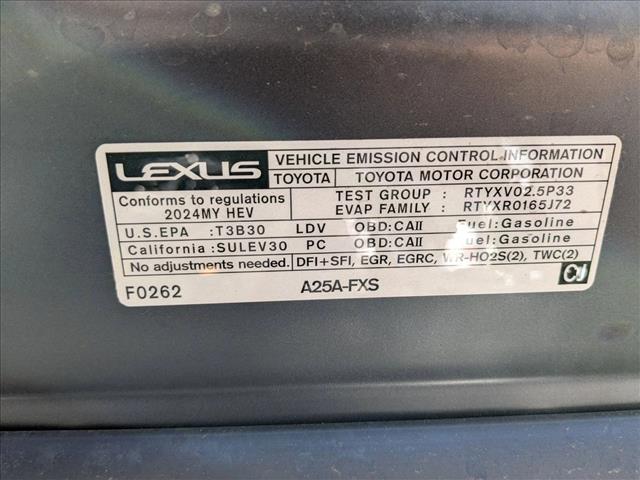 LEXUS VEHICLE EMISSION CONTROL INFORMATION
TOYOTA TOYOTA MOTOR CORPORATION
Conforms to regulations 2024MY HEV
TEST GROUP : RTYXV02.5P33
EVAP FAMILY : RTYXR0165J72
U.S.EPA :T3B30 LDV OBD:CAII Fuel:Gasoline
California :SULEV30 PC OBD:CAII Fuel:Gasoline
No adjustments needed. DFI+SFI, EGR, EGRC, WR-HO2S(2), TWC(2)
F0262 A25A-FXS CJ